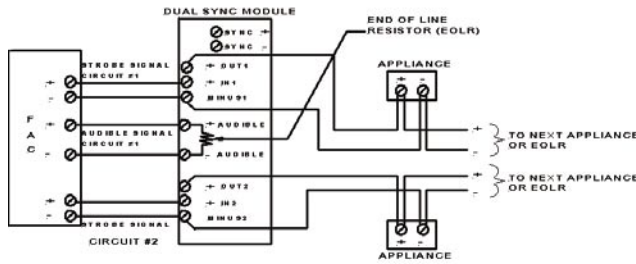 DUAL SYNC MODULE
END OF LINE
RESISTOR (EOLR)
+ SYNC +
- SYNC -
STROBE SIGNAL
CIRCUIT #1
+ OUT1
+ IN1
- MINUS1
APPLIANCE
+ -
F
A
C
+
-
+
-
+
-
AUDIBLE SIGNAL
CIRCUIT #1
+ AUDIBLE
- AUDIBLE
+
-
TO NEXT APPLIANCE
OR EOLR
+
-
TO NEXT APPLIANCE
OR EOLR
+ OUT2
+ IN2
- MINUS2
STROBE SIGNAL
CIRCUIT #2
+ -
APPLIANCE